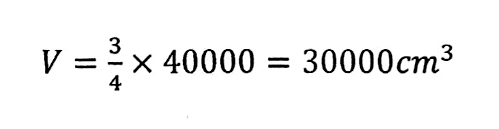 V = 3/4 × 40000 = 30000cm³